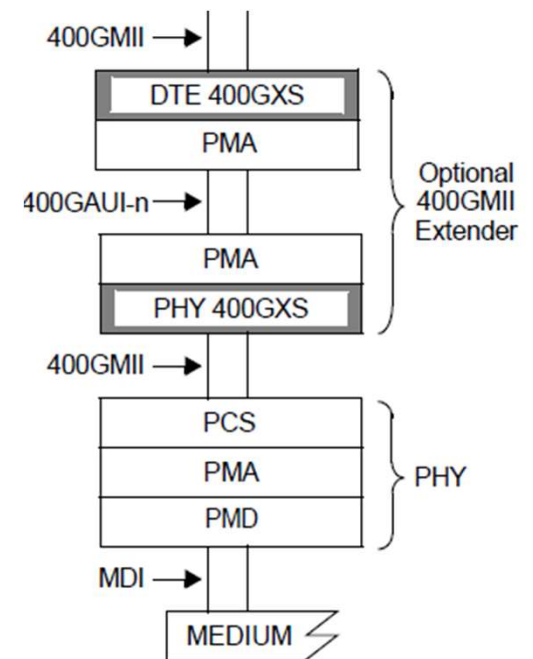 400GMII
DTE 400GXS
PMA
400GAUI-n
Optional
400GMII
Extender
PMA
PHY 400GXS
400GMII
PCS
PMA
PHY
PMD
MDI
MEDIUM